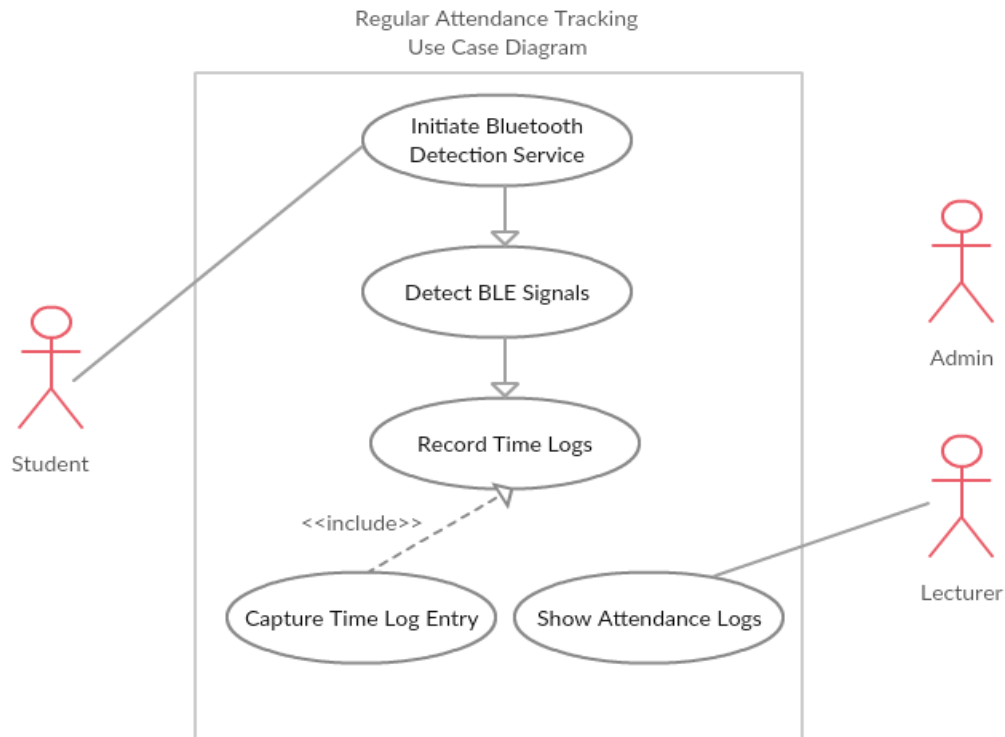 Regular Attendance Tracking
Use Case Diagram
Initiate Bluetooth
Detection Service
Detect BLE Signals
Admin
Record Time Logs
Student
<<include>>
Lecturer
Capture Time Log Entry
Show Attendance Logs